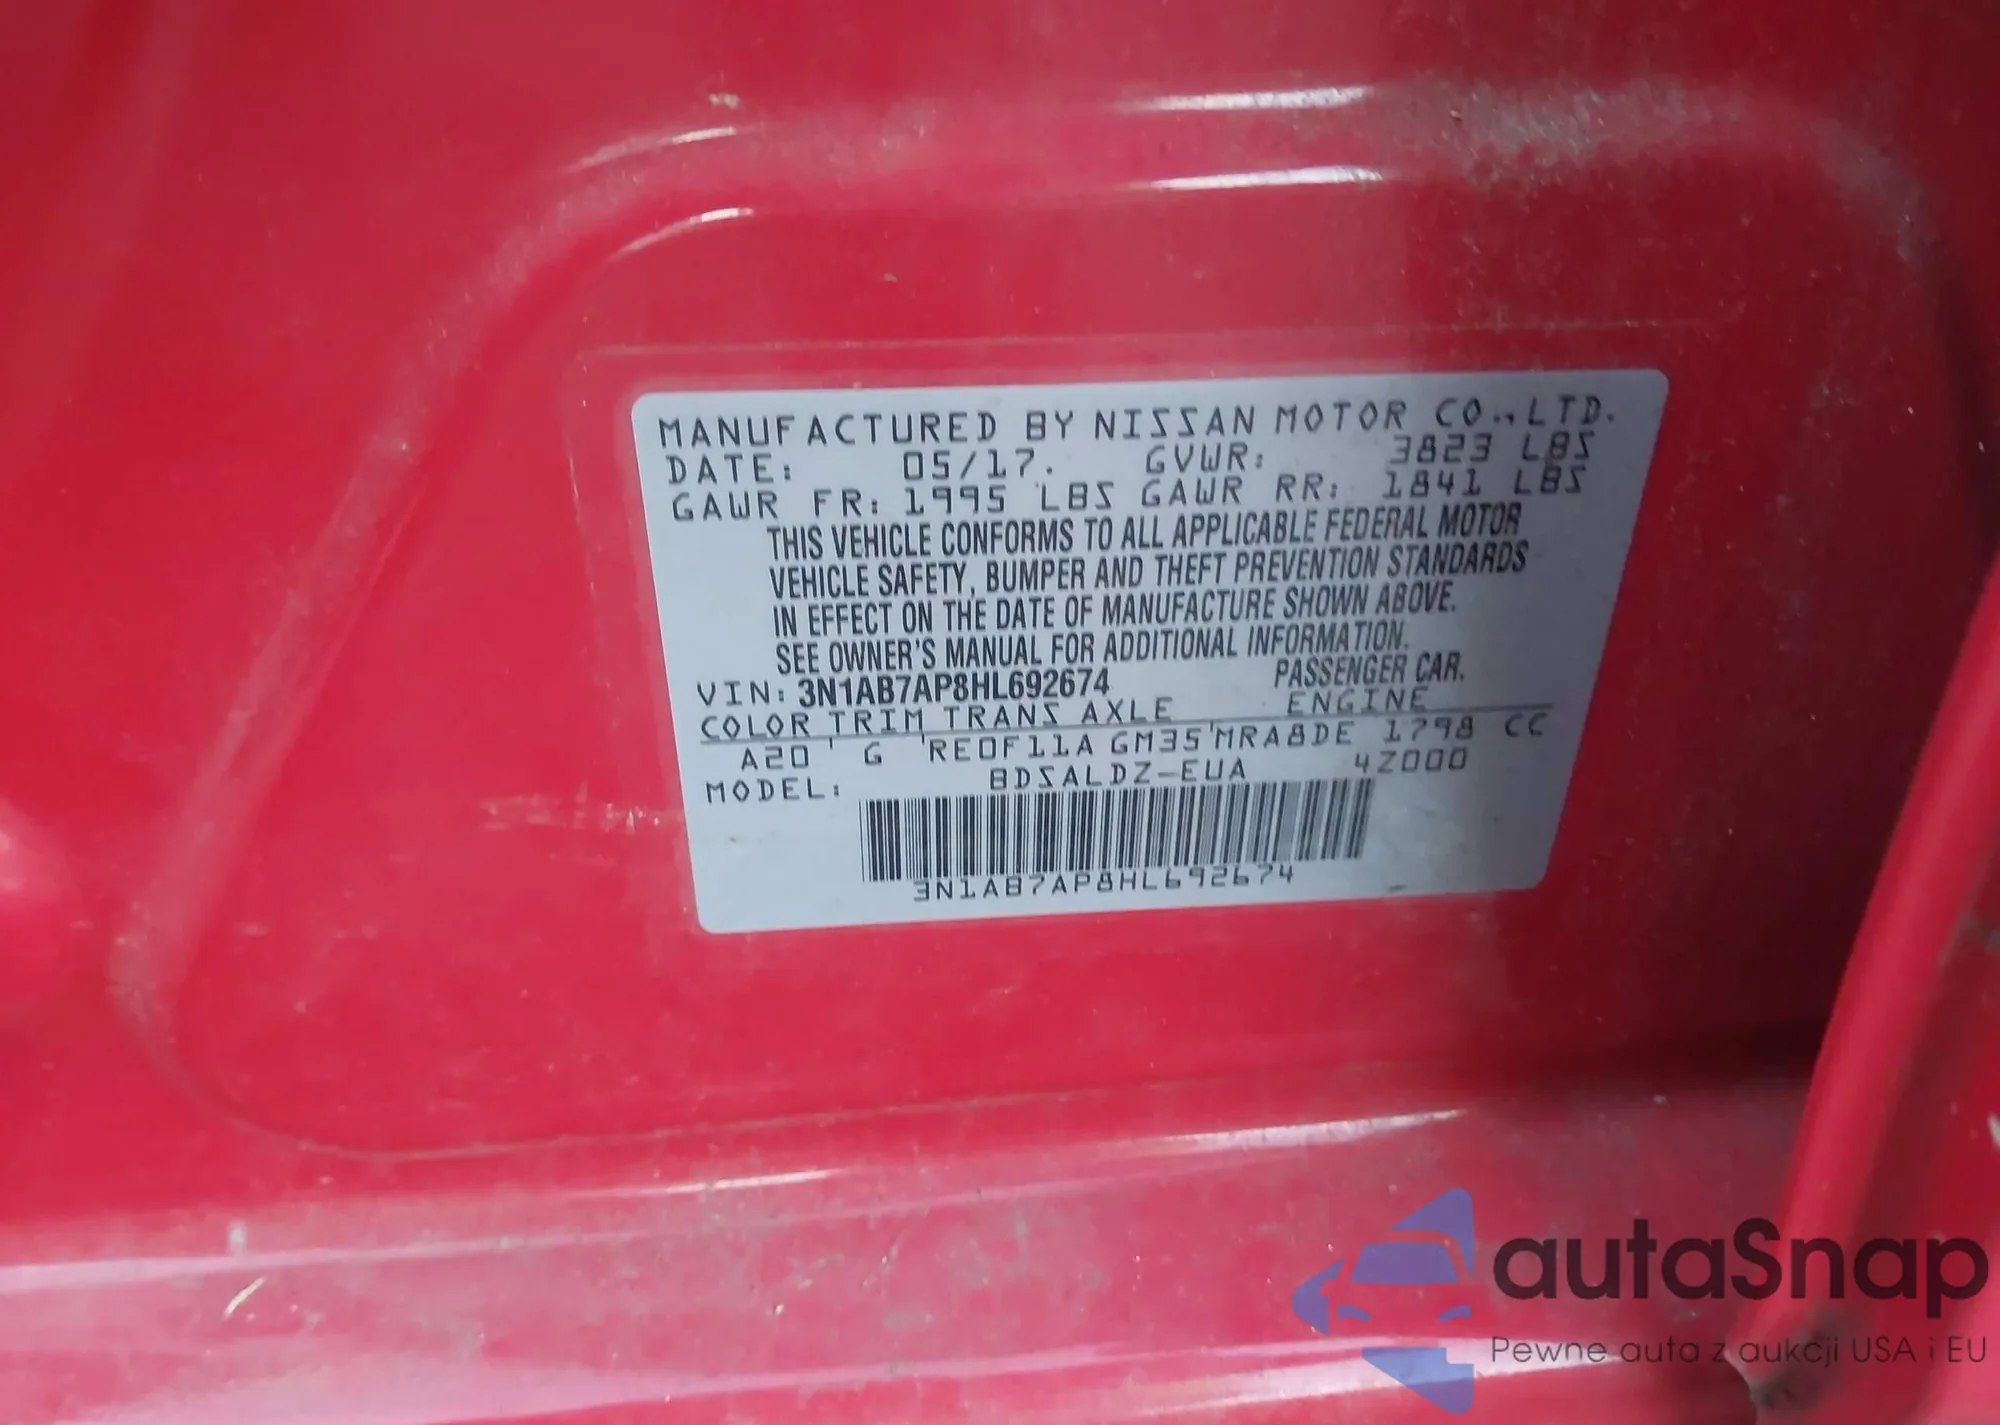 MANUFACTURED BY NISSAN MOTOR CO., LTD.
DATE: 05/17. GVWR: 3823 LBS
GAWR FR: 1995 LBS GAWR RR: 1841 LBS
THIS VEHICLE CONFORMS TO ALL APPLICABLE FEDERAL MOTOR
VEHICLE SAFETY, BUMPER AND THEFT PREVENTION STANDARDS
IN EFFECT ON THE DATE OF MANUFACTURE SHOWN ABOVE.
SEE OWNER'S MANUAL FOR ADDITIONAL INFORMATION.
VIN: 3N1AB7AP8HL692674 PASSENGER CAR.
COLOR TRIM TRANS AXLE ENGINE
A20 ' G 'RE0F11A GM35'MRA8DE 1798 CC
MODEL: BDSALDZ-EUA 4Z000
3N1AB7AP8HL692674
autaSnap
Pewne auta z aukcji USA i EU